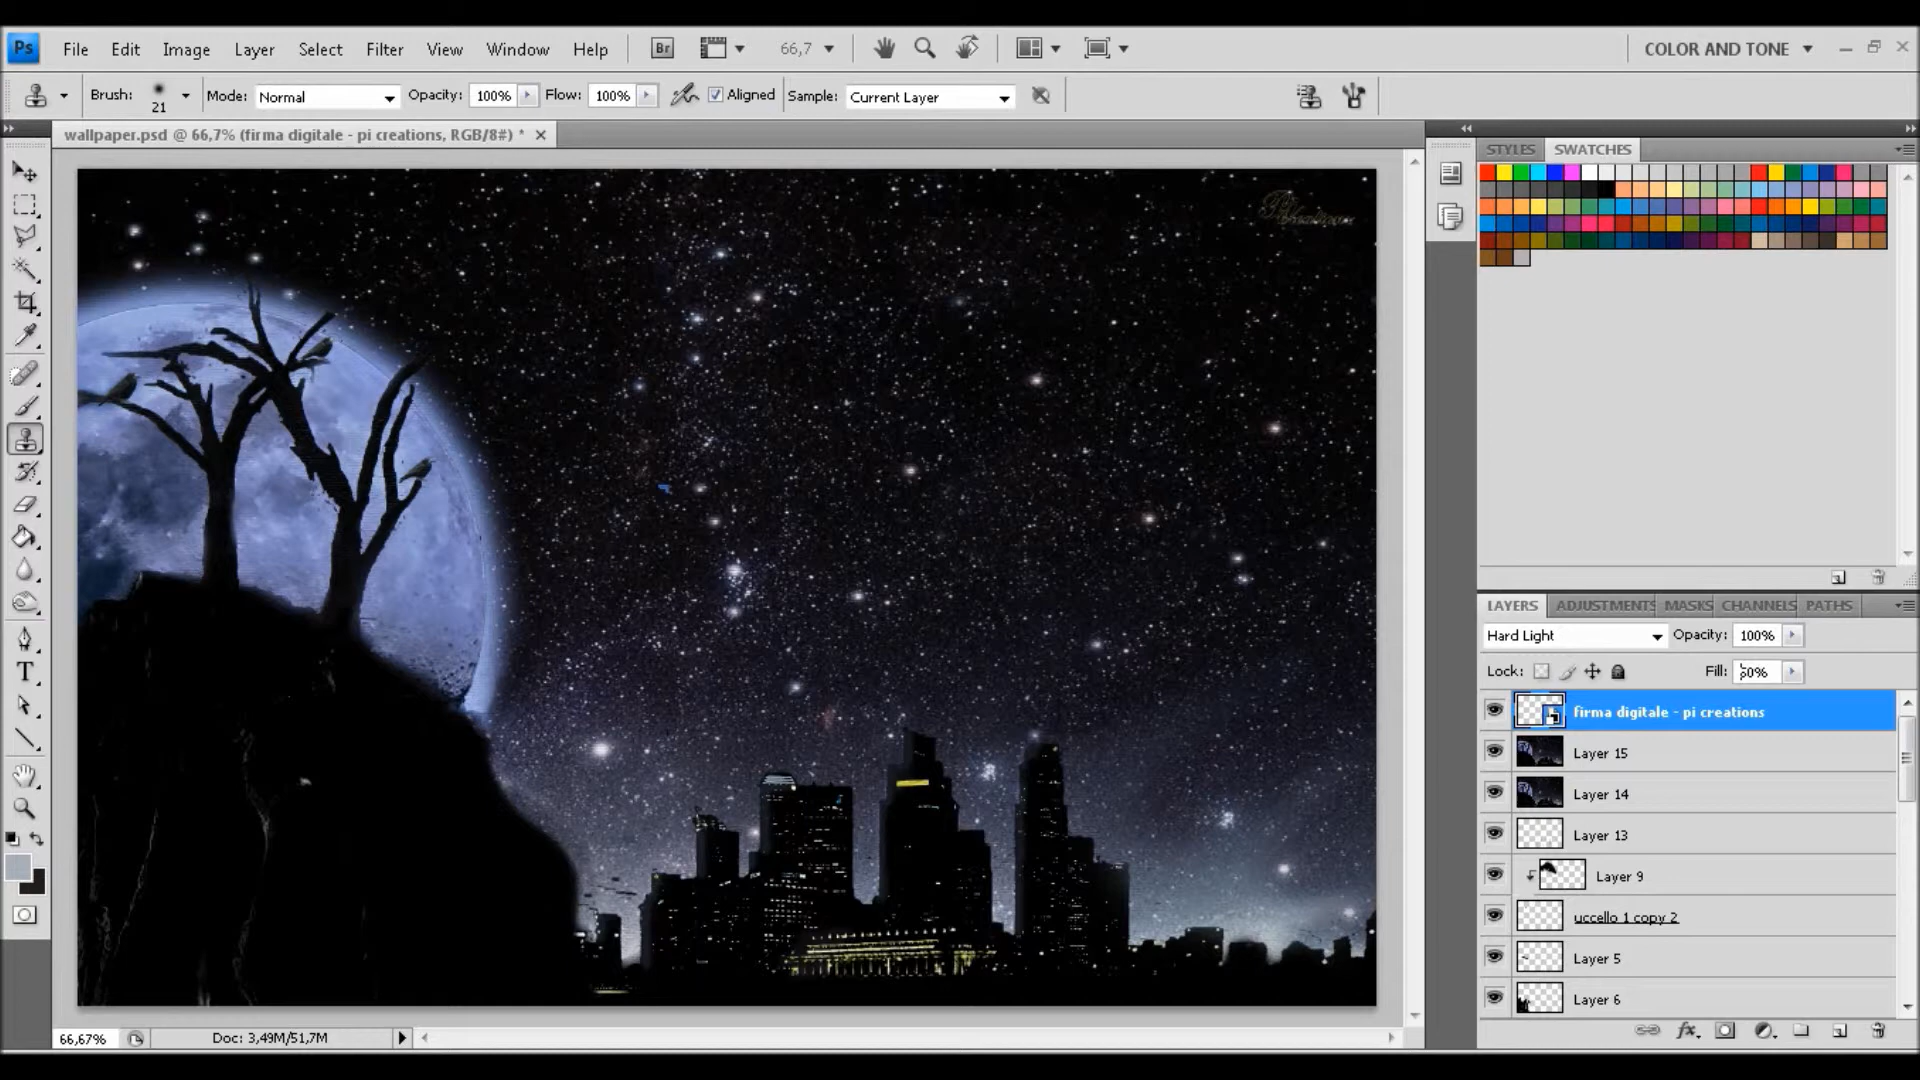 Ps File Edit Image Layer Select Filter View Window Help Br 66,7 COLOR AND TONE
Brush: 21 Mode: Normal Opacity: 100% Flow: 100% Aligned Sample: Current Layer
wallpaper.psd @ 66,7% (firma digitale - pi creations, RGB/8#) *
STYLES SWATCHES
LAYERS ADJUSTMENTS MASKS CHANNELS PATHS
Hard Light Opacity: 100%
Lock: Fill:
firma digitale - pi creations
Layer 15
Layer 14
Layer 13
Layer 9
uccello 1 copy 2
Layer 5
Layer 6
66,67% Doc: 3,49M/51,7M